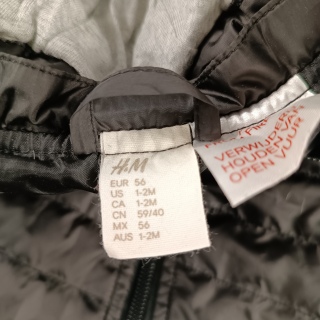 H&M
EUR 56
US 1-2M
CA 1-2M
CN 59/40
MX 56
AUS 1-2M
VERWIJDER
HOUDEN VAN
OPEN VUUR